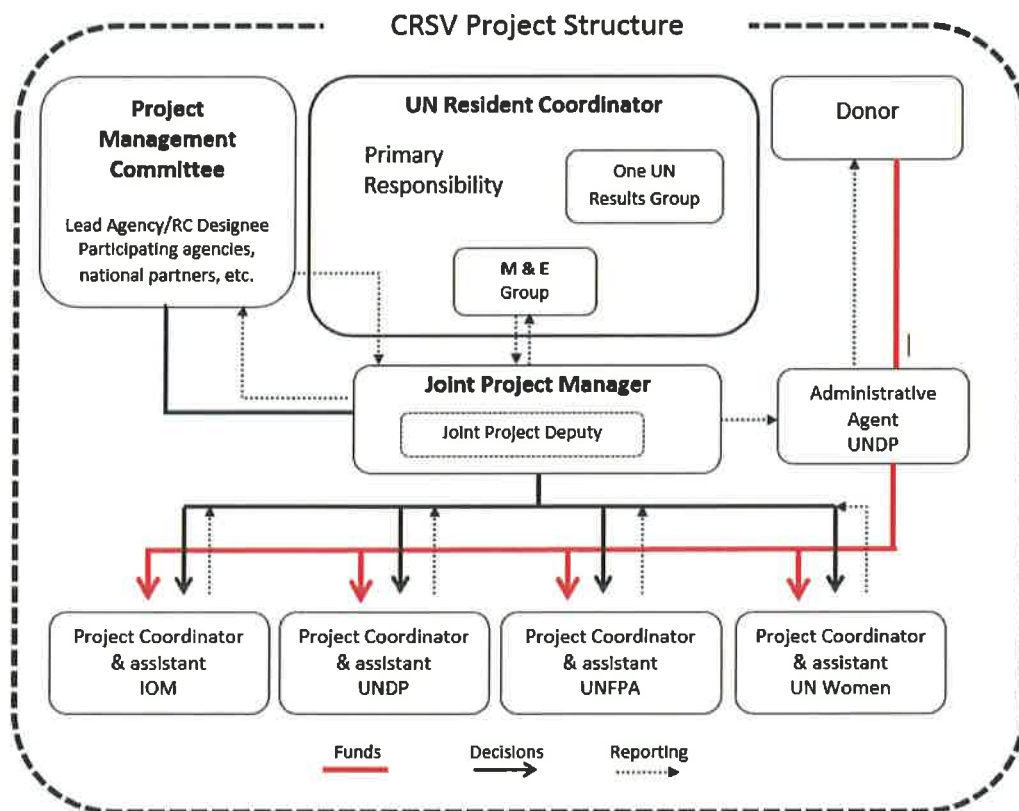 CRSV Project Structure
Project
Management
Committee
Lead Agency/RC Designee
Participating agencies,
national partners, etc.
UN Resident Coordinator
Primary
Responsibility
One UN
Results Group
M & E
Group
Donor
Joint Project Manager
Joint Project Deputy
Administrative
Agent
UNDP
Project Coordinator
& assistant
IOM
Project Coordinator
& assistant
UNDP
Project Coordinator
& assistant
UNFPA
Project Coordinator
& assistant
UN Women
Funds
Decisions
Reporting